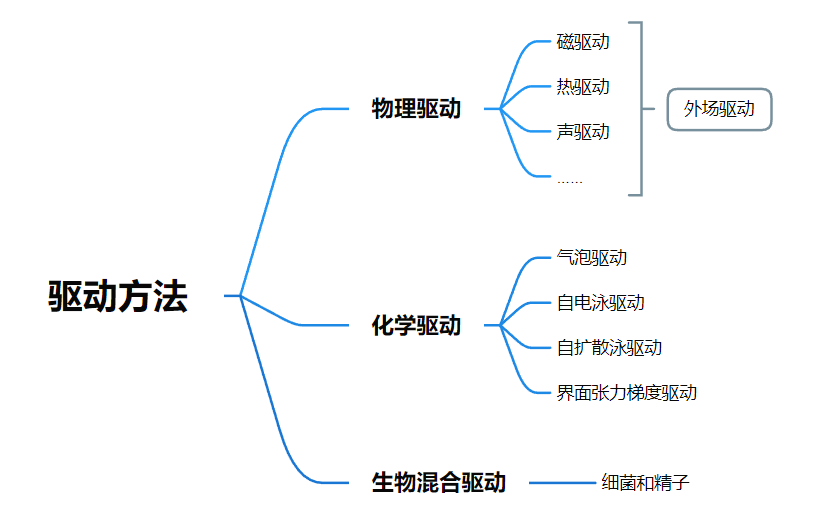 驱动方法
物理驱动
磁驱动
热驱动
声驱动
……
外场驱动
化学驱动
气泡驱动
自电泳驱动
自扩散泳驱动
界面张力梯度驱动
生物混合驱动
细菌和精子